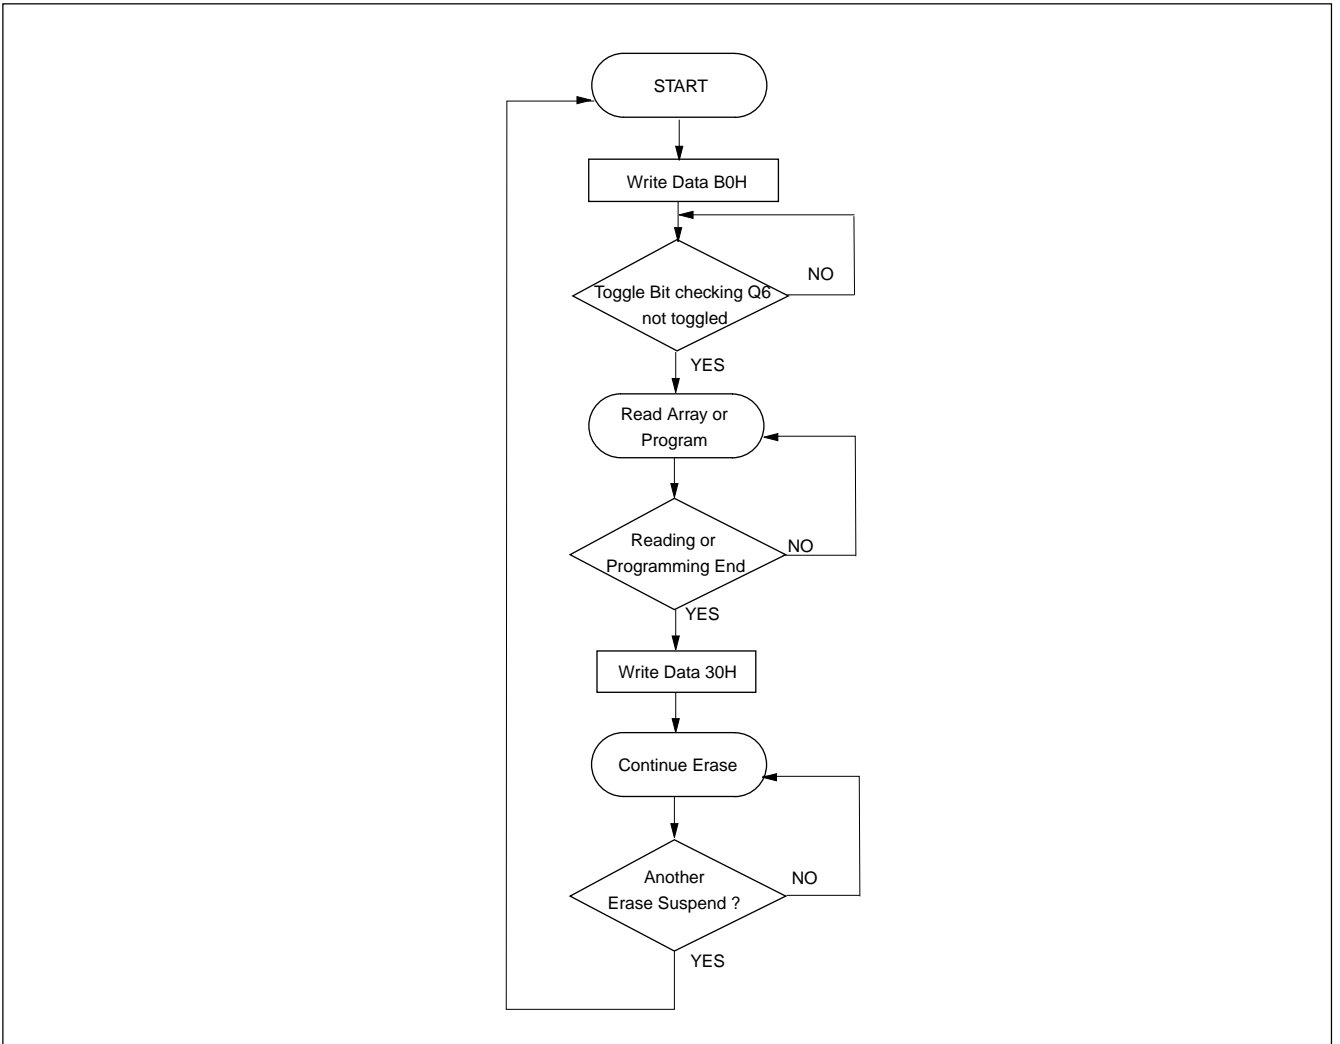 START
Write Data B0H
NO
Toggle Bit checking Q6
not toggled
YES
Read Array or
Program
Reading or
NO
Programming End
YES
Write Data 30H
Continue Erase
Another
NO
Erase Suspend ?
YES